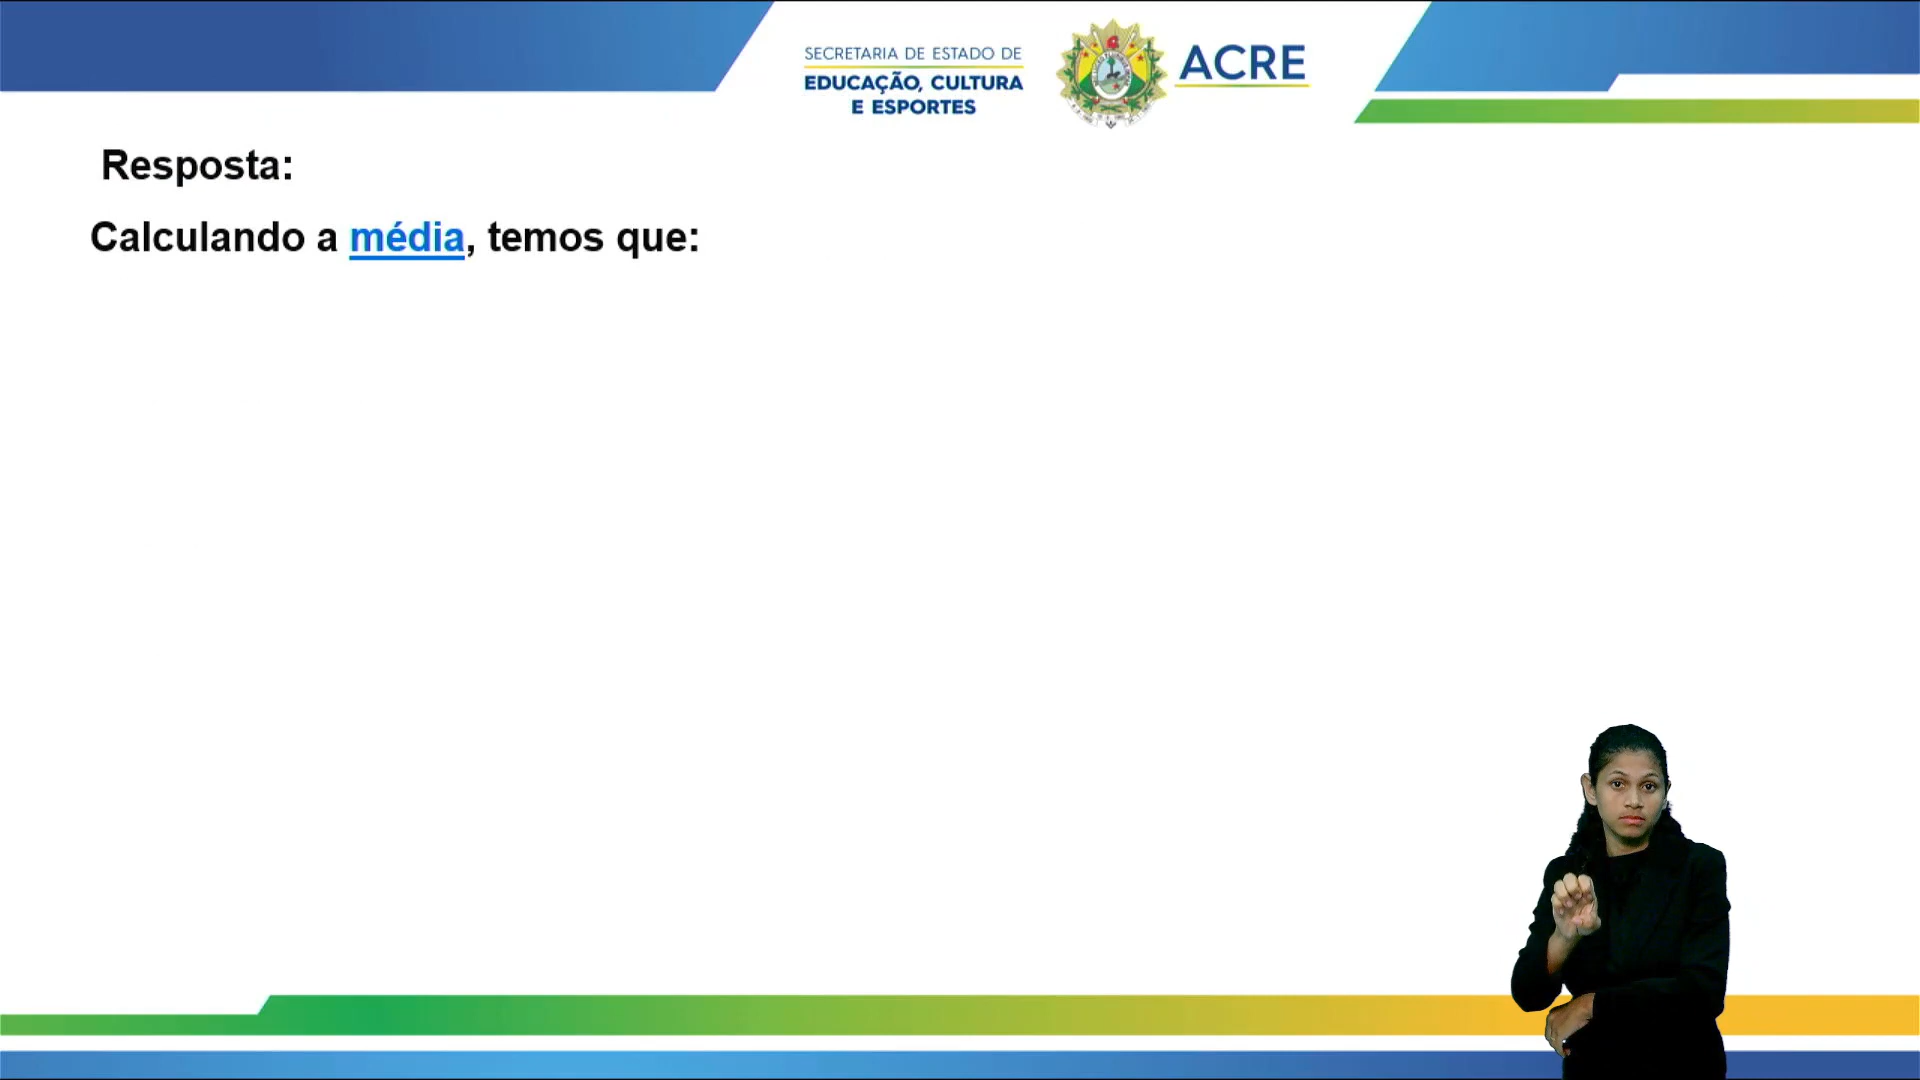 SECRETARIA DE ESTADO DE
EDUCAÇÃO, CULTURA
E ESPORTES
ACRE
Resposta:
Calculando a média, temos que: